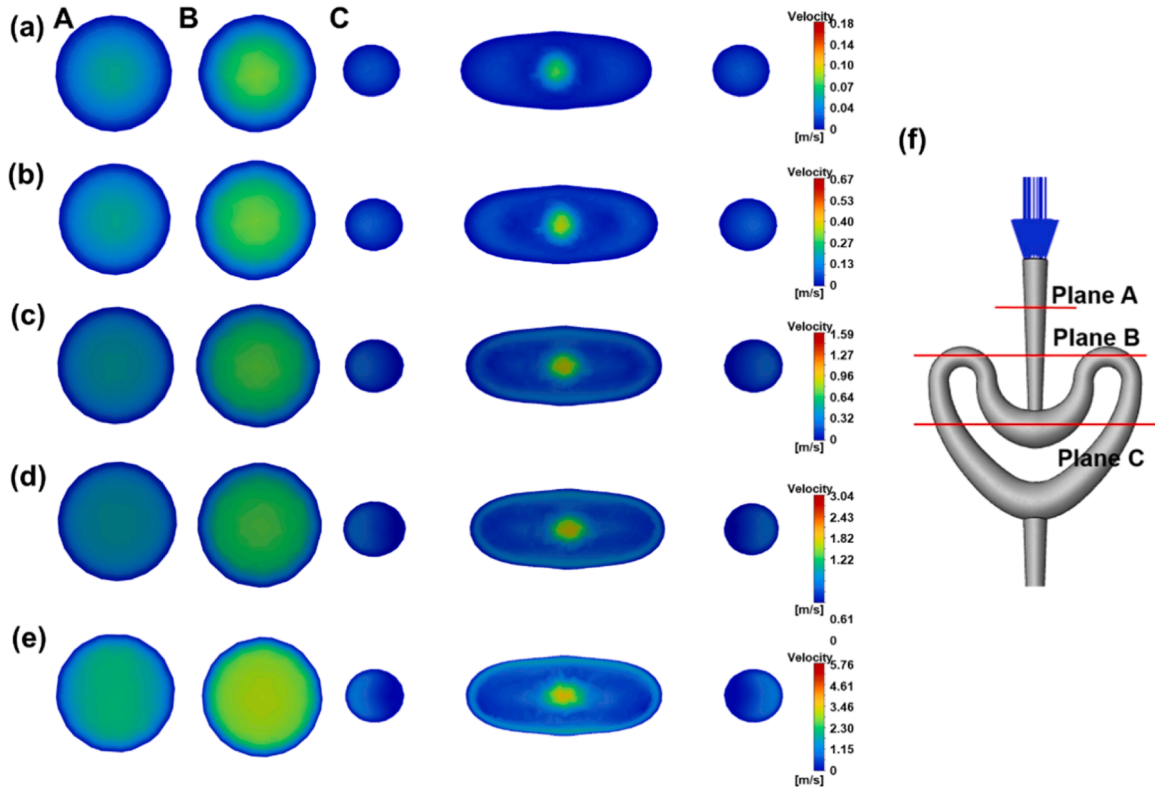 (a) A B C
Velocity
0.18
0.14
0.10
0.07
0.04
0
[m/s]
(b)
Velocity
0.67
0.53
0.40
0.27
0.13
0
[m/s]
(c)
Velocity
1.59
1.27
0.96
0.64
0.32
0
[m/s]
(d)
Velocity
3.04
2.43
1.82
1.22
[m/s]
0.61
0
(e)
Velocity
5.76
4.61
3.46
2.30
1.15
0
[m/s]
(f)
Plane A
Plane B
Plane C